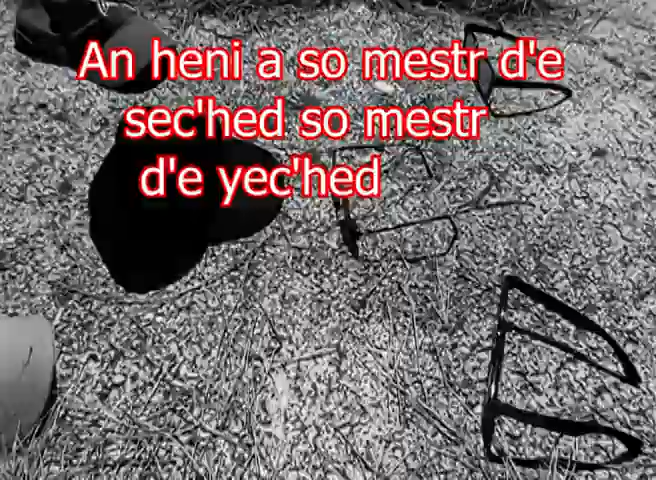 An heni a so mestr d'e
sec'hed so mestr
d'e yec'hed